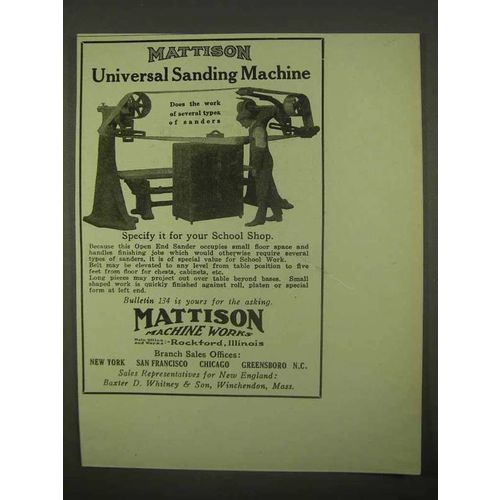 MATTISON
Universal Sanding Machine
Does the work
of several types
of sanders
Specify it for your School Shop.
Because this Open End Sander occupies small floor space and
handles finishing jobs which would otherwise require several
types of sanders, it is of special value for School Work.
Belt may be elevated to any level from table position to five
feet from floor for chests, cabinets, etc.
Long pieces may project out over table beyond bases. Small
shaped work is quickly finished against roll, platen or special
form at left end.
Bulletin 134 is yours for the asking.
MATTISON
MACHINE WORKS
Main Office
and Works:- Rockford, Illinois
Branch Sales Offices:
NEW YORK SAN FRANCISCO CHICAGO GREENSBORO N.C.
Sales Representatives for New England:
Baxter D. Whitney & Son, Winchendon, Mass.